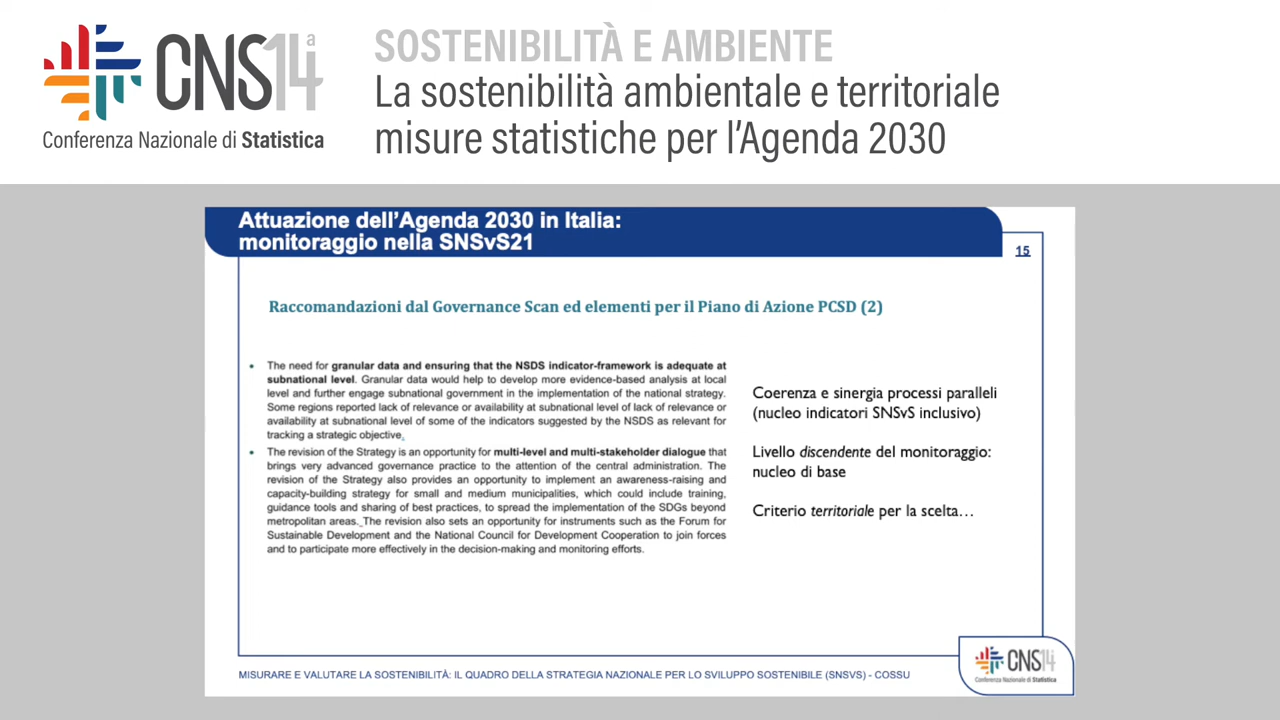 CNS14a
Conferenza Nazionale di Statistica
SOSTENIBILITÀ E AMBIENTE
La sostenibilità ambientale e territoriale
misure statistiche per l'Agenda 2030
Attuazione dell'Agenda 2030 in Italia:
monitoraggio nella SNSvS21
15
Raccomandazioni dal Governance Scan ed elementi per il Piano di Azione PCSD (2)
• The need for granular data and ensuring that the NSDS indicator-framework is adequate at
subnational level. Granular data would help to develop more evidence-based analysis at local
level and further engage subnational government in the implementation of the national strategy.
Some regions reported lack of relevance or availability at subnational level of lack of relevance or
availability at subnational level of some of the indicators suggested by the NSDS as relevant for
tracking a strategic objective.
• The revision of the Strategy is an opportunity for multi-level and multi-stakeholder dialogue that
brings very advanced governance practice to the attention of the central administration. The
revision of the Strategy also provides an opportunity to implement an awareness-raising and
capacity-building strategy for small and medium municipalities, which could include training,
guidance tools and sharing of best practices, to spread the implementation of the SDGs beyond
metropolitan areas. The revision also sets an opportunity for instruments such as the Forum for
Sustainable Development and the National Council for Development Cooperation to join forces
and to participate more effectively in the decision-making and monitoring efforts.
Coerenza e sinergia processi paralleli
(nucleo indicatori SNSvS inclusivo)
Livello discendente del monitoraggio:
nucleo di base
Criterio territoriale per la scelta…
MISURARE E VALUTARE LA SOSTENIBILITÀ: IL QUADRO DELLA STRATEGIA NAZIONALE PER LO SVILUPPO SOSTENIBILE (SNSVS) - COSSU
CNS14
Conferenza Nazionale di Statistica